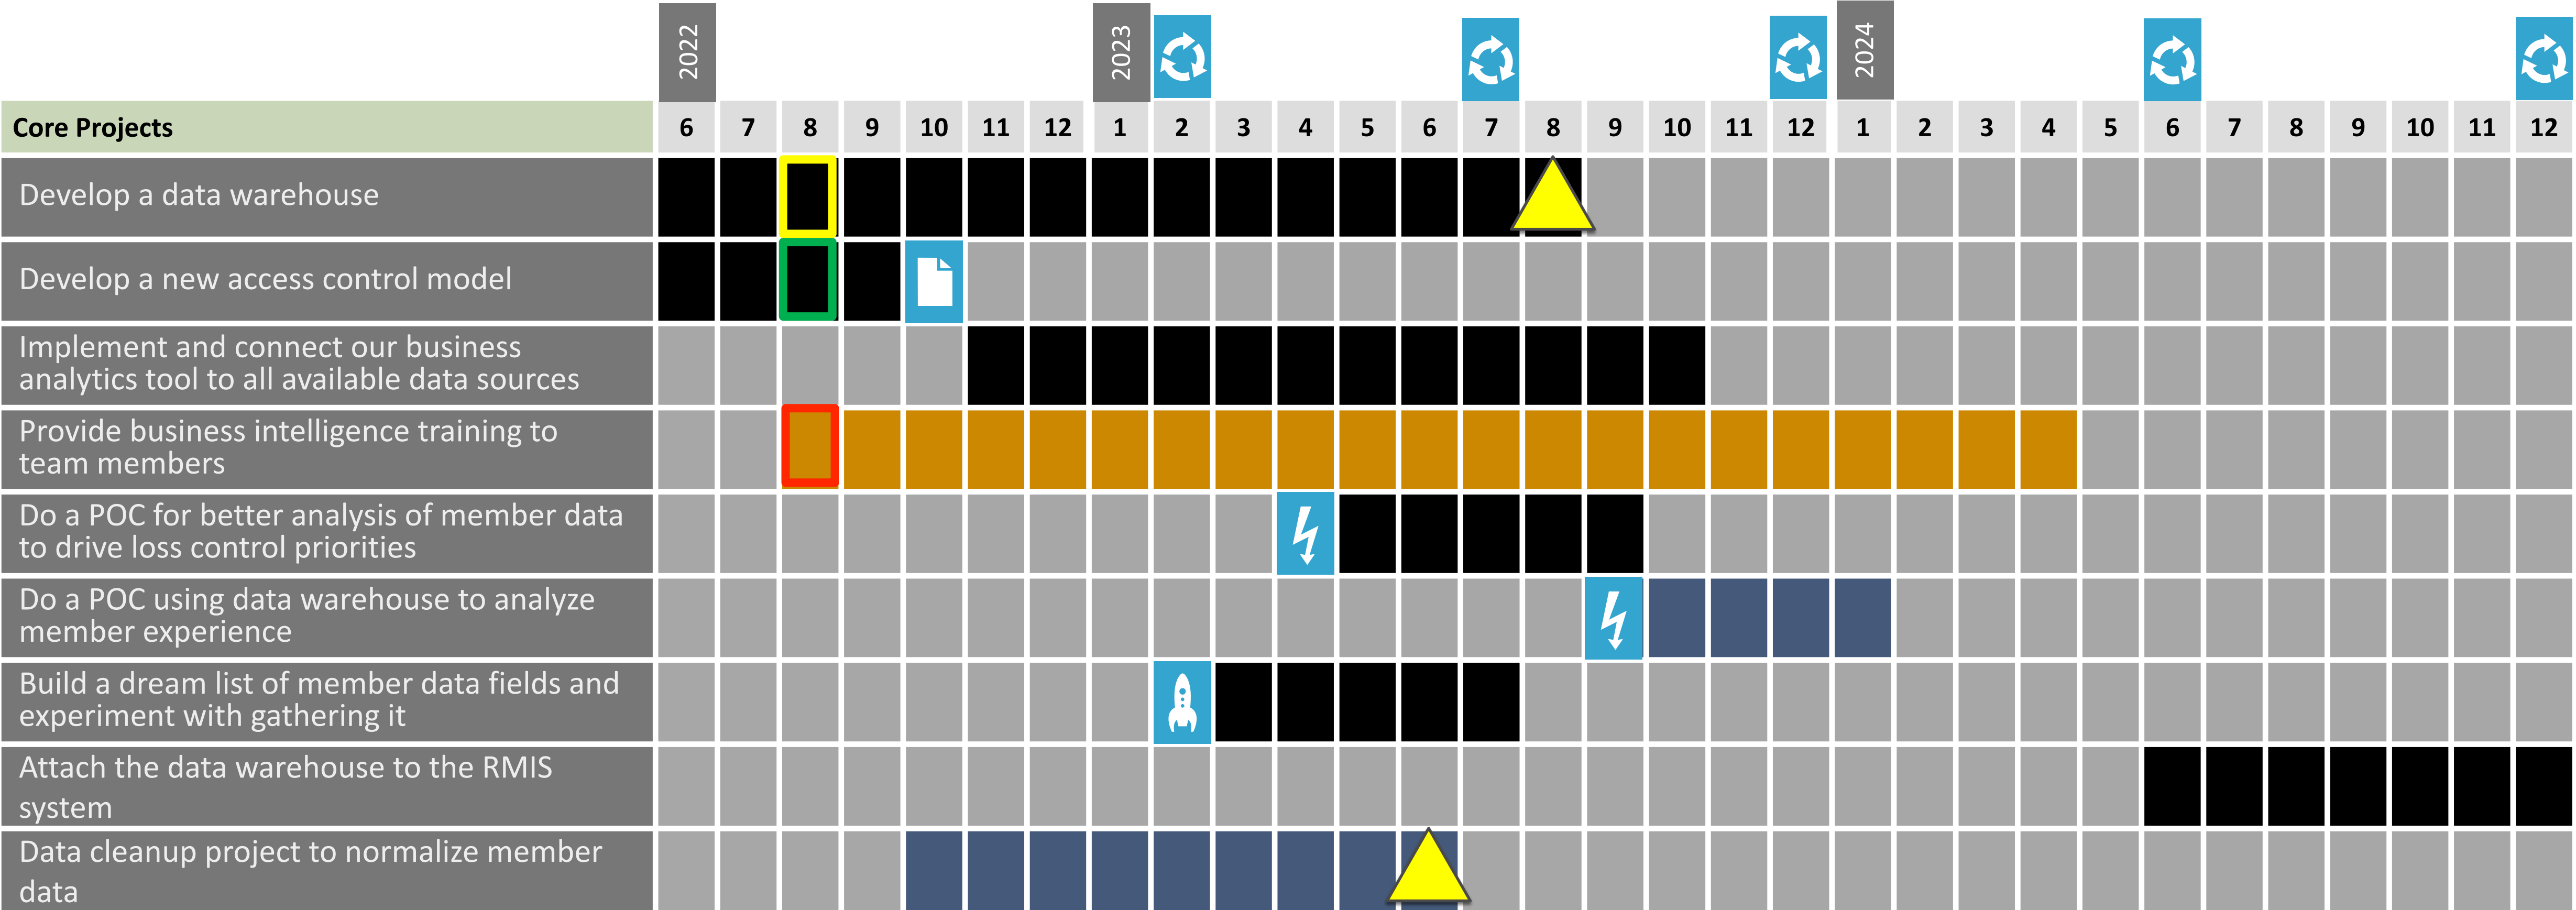 2022
2023
2024
Core Projects 6 7 8 9 10 11 12 1 2 3 4 5 6 7 8 9 10 11 12 1 2 3 4 5 6 7 8 9 10 11 12
Develop a data warehouse
Develop a new access control model
Implement and connect our business
analytics tool to all available data sources
Provide business intelligence training to
team members
Do a POC for better analysis of member data
to drive loss control priorities
Do a POC using data warehouse to analyze
member experience
Build a dream list of member data fields and
experiment with gathering it
Attach the data warehouse to the RMIS
system
Data cleanup project to normalize member
data